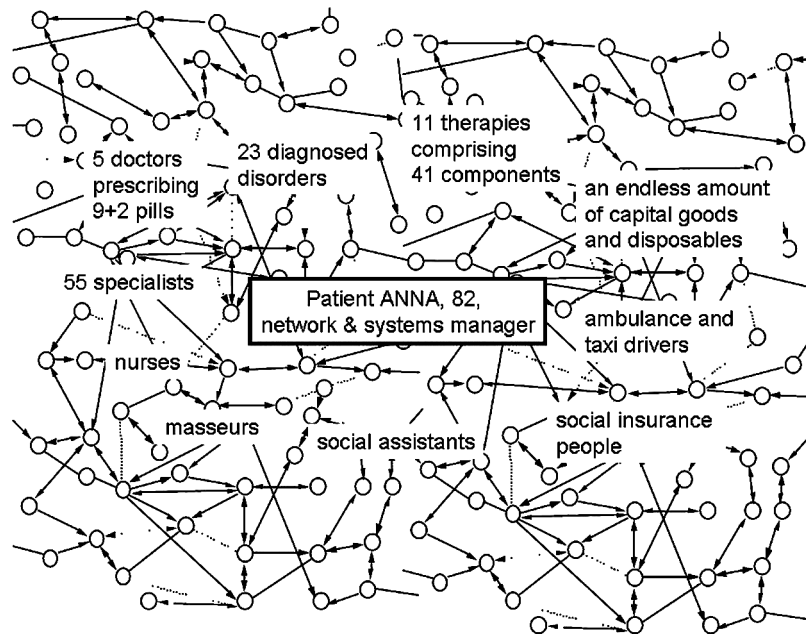 11 therapies
comprising
41 components
5 doctors
prescribing
9+2 pills
23 diagnosed
disorders
an endless amount
of capital goods
and disposables
55 specialists
Patient ANNA, 82,
network & systems manager
ambulance and
taxi drivers
nurses
masseurs
social assistants
social insurance
people